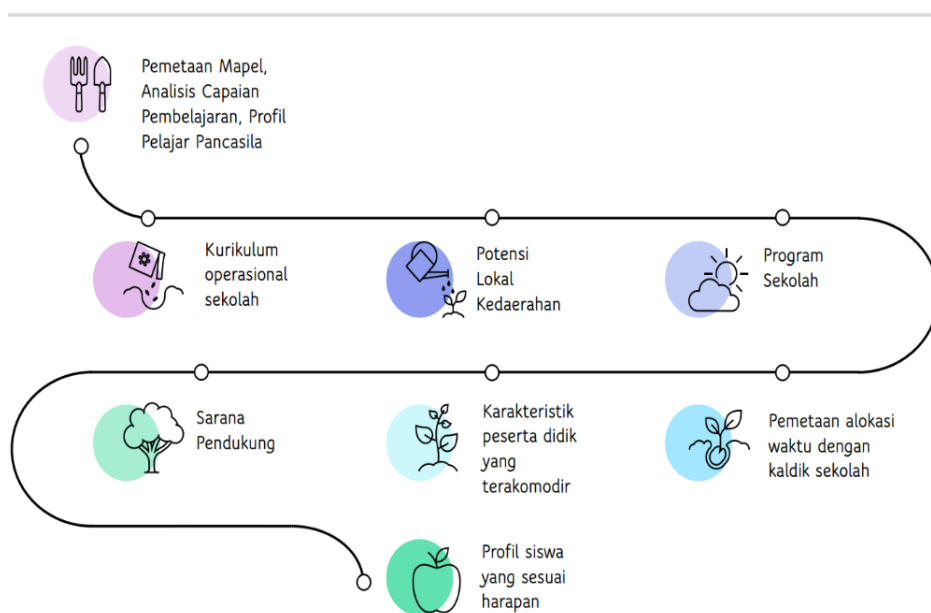 Pemetaan Mapel,
Analisis Capaian
Pembelajaran, Profil
Pelajar Pancasila
Kurikulum
operasional
sekolah
Potensi
Lokal
Kedaerahan
Program
Sekolah
Pemetaan alokasi
waktu dengan
kaldik sekolah
Karakteristik
peserta didik
yang
terakomodir
Sarana
Pendukung
Profil siswa
yang sesuai
harapan